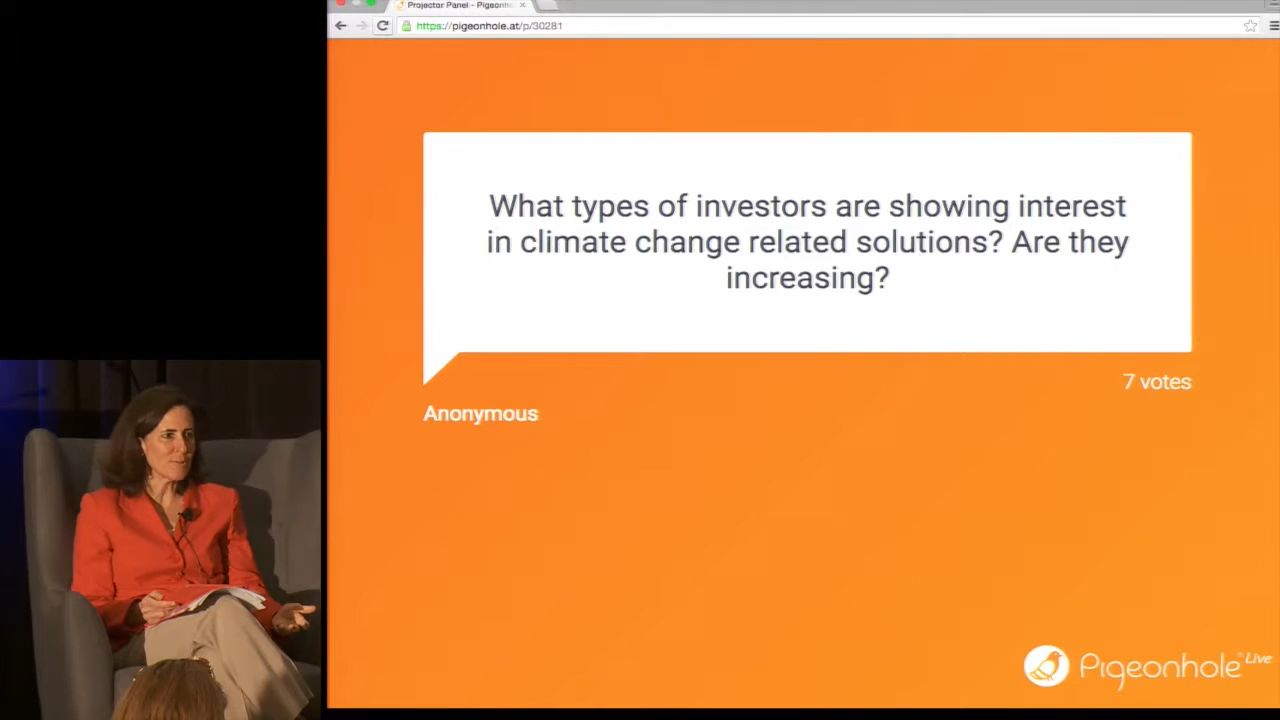 Projector Panel - Pigeonh
https://pigeonhole.at/p/30281
What types of investors are showing interest
in climate change related solutions? Are they
increasing?
7 votes
Anonymous
Pigeonhole Live